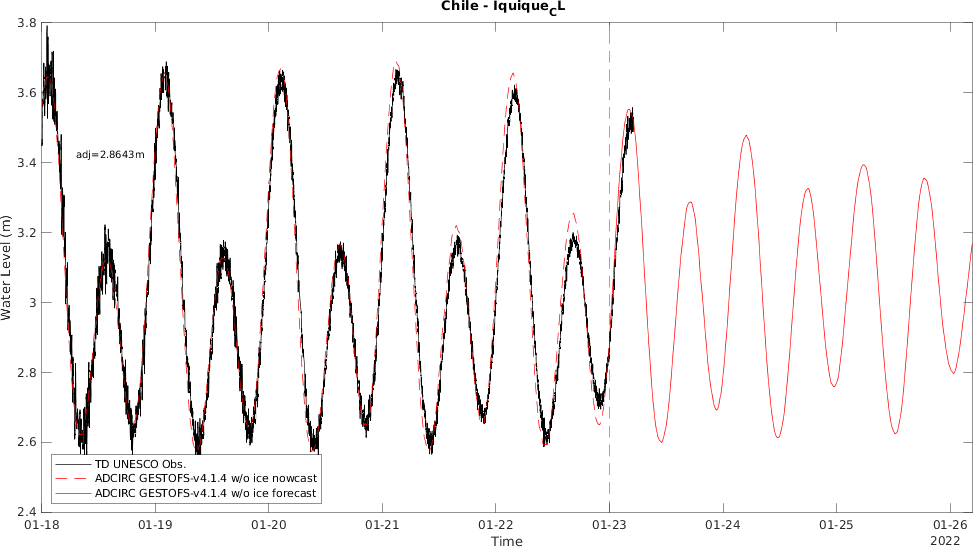 Chile - Iquique_CL
3.8
3.6
3.4
3.2
3
2.8
2.6
2.4
Water Level (m)
adj=2.8643m
TD UNESCO Obs.
ADCIRC GESTOFS-v4.1.4 w/o ice nowcast
ADCIRC GESTOFS-v4.1.4 w/o ice forecast
01-18 01-19 01-20 01-21 01-22 01-23 01-24 01-25 01-26
Time 2022